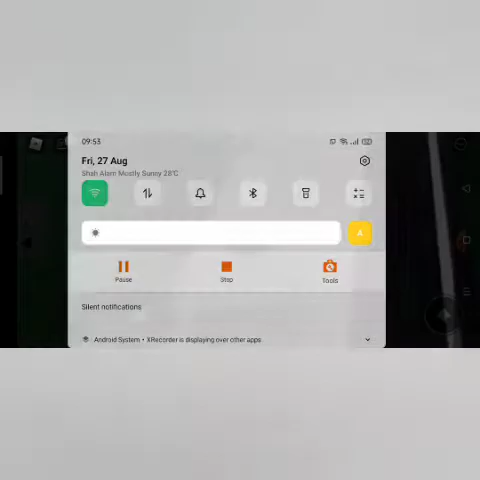 09:53
Fri, 27 Aug
Shah Alam Mostly Sunny 28°C
A
Pause
Stop
Tools
Silent notifications
Android System • XRecorder is displaying over other apps